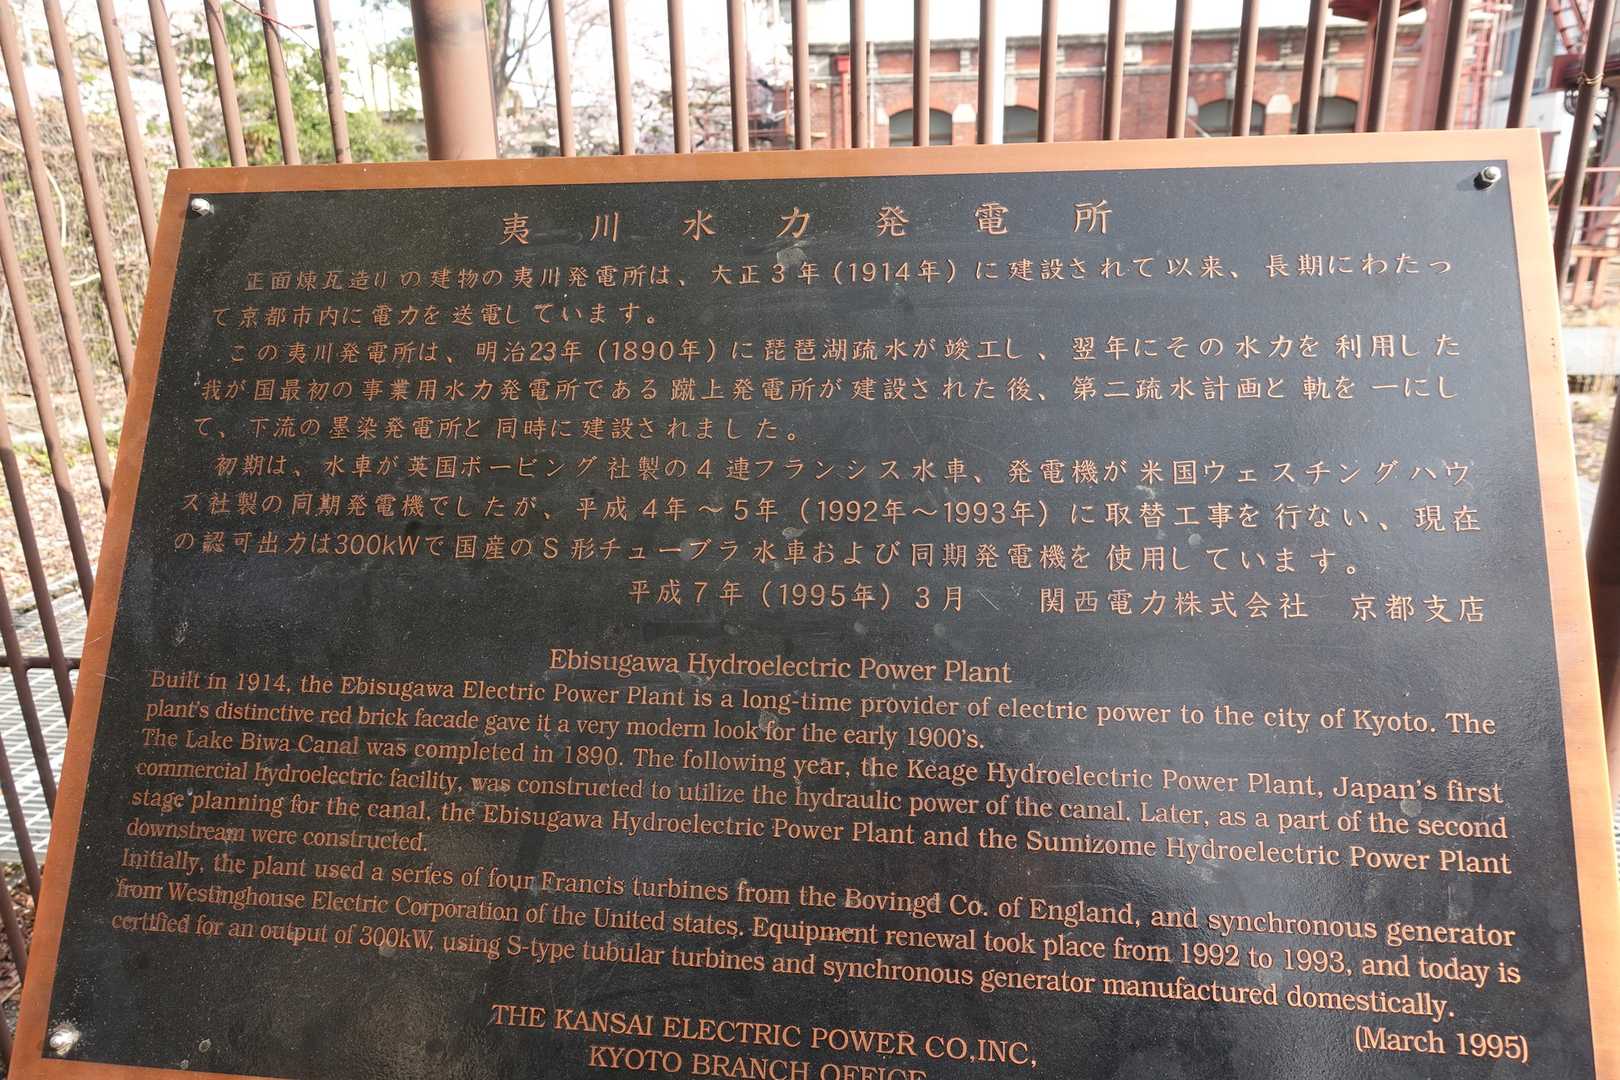 夷川水力発電所
正面煉瓦造りの建物の夷川発電所は、大正3年(1914年)に建設されて以来、長期にわたっ
て京都市内に電力を送電しています。
この夷川発電所は、明治23年(1890年)に琵琶湖疏水が竣工し、翌年にその水力を利用した
我が国最初の事業用水力発電所である蹴上発電所が建設された後、第二疏水計画と軌を一にし
て、下流の墨染発電所と同時に建設されました。
初期は、水車が英国ボービング社製の4連フランシス水車、発電機が米国ウェスチングハウ
ス社製の同期発電機でしたが、平成4年～5年(1992年～1993年)に取替工事を行ない、現在
の認可出力は300kWで国産のS形チューブラ水車および同期発電機を使用しています。
平成7年(1995年)3月 関西電力株式会社 京都支店
Ebisugawa Hydroelectric Power Plant
Built in 1914, the Ebisugawa Electric Power Plant is a long-time provider of electric power to the city of Kyoto. The
plant's distinctive red brick facade gave it a very modern look for the early 1900's.
The Lake Biwa Canal was completed in 1890. The following year, the Keage Hydroelectric Power Plant, Japan's first
commercial hydroelectric facility, was constructed to utilize the hydraulic power of the canal. Later, as a part of the second
stage planning for the canal, the Ebisugawa Hydroelectric Power Plant and the Sumizome Hydroelectric Power Plant
downstream were constructed.
Initially, the plant used a series of four Francis turbines from the Bovingd Co. of England, and synchronous generator
from Westinghouse Electric Corporation of the United states. Equipment renewal took place from 1992 to 1993, and today is
certified for an output of 300kW, using S-type tubular turbines and synchronous generator manufactured domestically.
(March 1995)
THE KANSAI ELECTRIC POWER CO,INC,
KYOTO BRANCH OFFICE